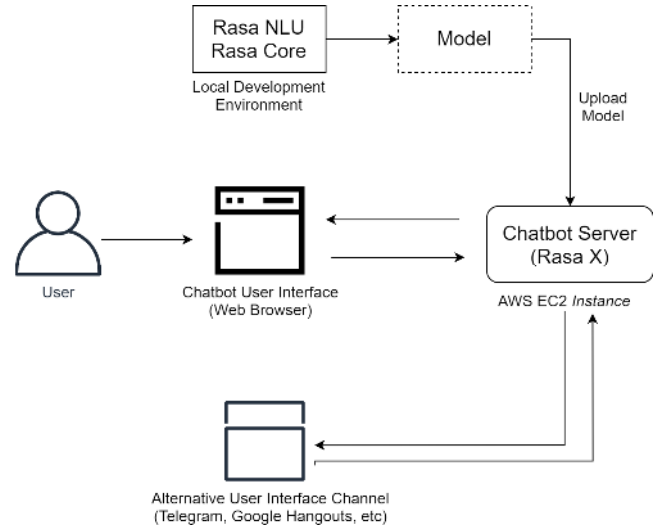 Rasa NLU
Rasa Core
Model
Local Development
Environment
Upload
Model
Chatbot Server
(Rasa X)
User
Chatbot User Interface
(Web Browser)
AWS EC2 Instance
Alternative User Interface Channel
(Telegram, Google Hangouts, etc)